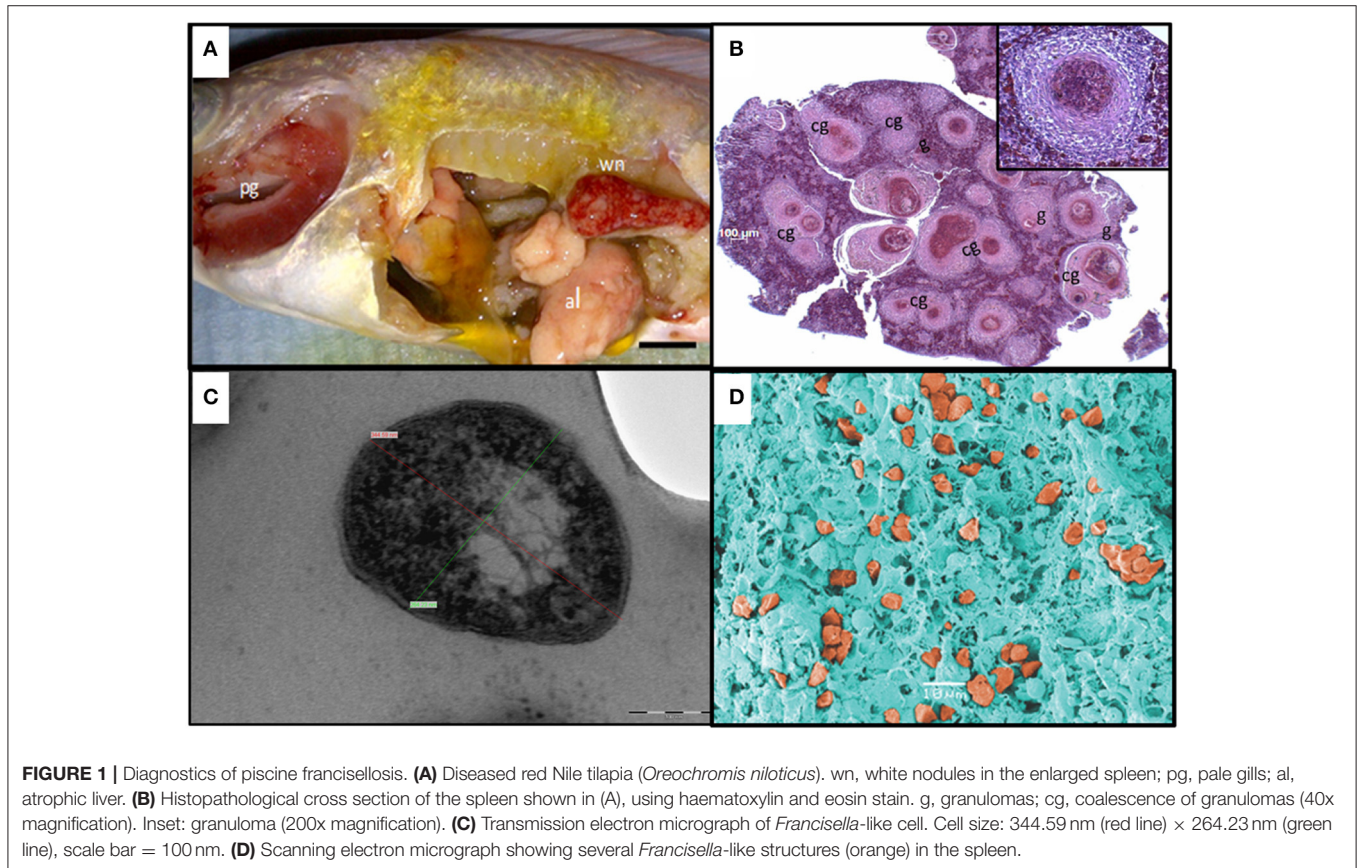 A
pg
wn
al
B
cg
cg
g
cg
g
g
cg
cg
cg
100 µm
C
344.59 nm
D
10 µm
FIGURE 1 | Diagnostics of piscine francisellosis. (A) Diseased red Nile tilapia (Oreochromis niloticus). wn, white nodules in the enlarged spleen; pg, pale gills; al,
atrophic liver. (B) Histopathological cross section of the spleen shown in (A), using haematoxylin and eosin stain. g, granulomas; cg, coalescence of granulomas (40x
magnification). Inset: granuloma (200x magnification). (C) Transmission electron micrograph of Francisella-like cell. Cell size: 344.59 nm (red line) × 264.23 nm (green
line), scale bar = 100 nm. (D) Scanning electron micrograph showing several Francisella-like structures (orange) in the spleen.